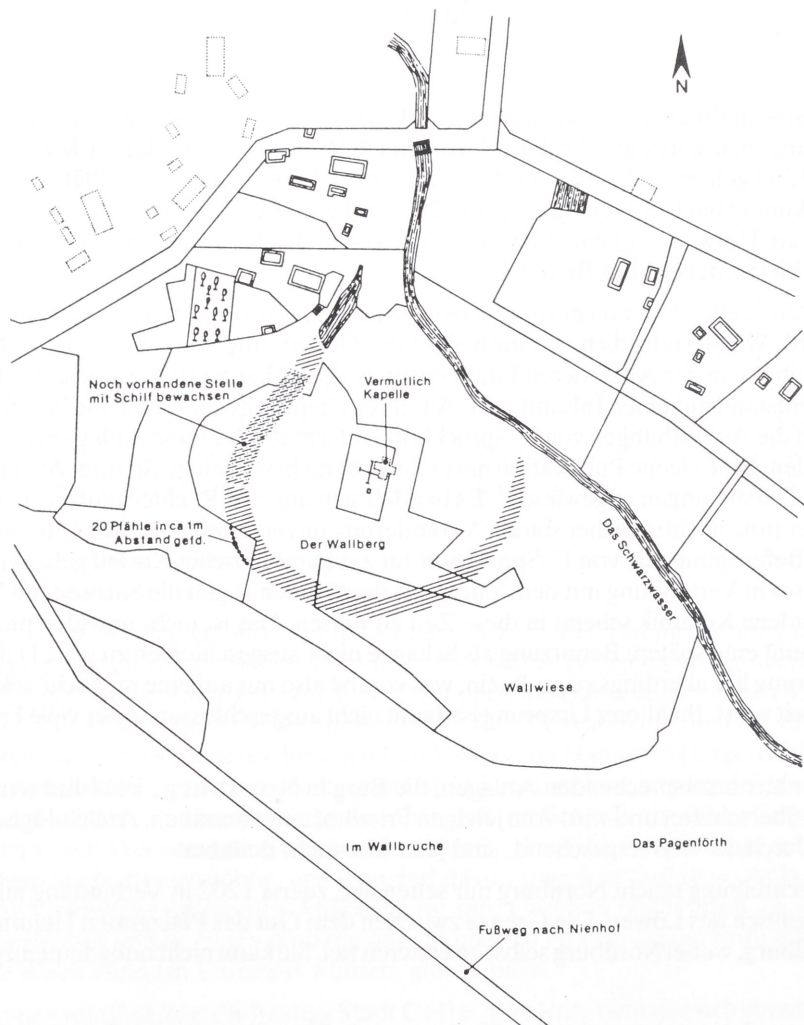 N
Noch vorhandene Stelle
mit Schilf bewachsen
Vermutlich
Kapelle
20 Pfähle in ca 1m
Abstand gefd.
Der Wallberg
Das Schwarzwasser
Wallwiese
Im Wallbruche
Das Pagenförth
Fußweg nach Nienhof